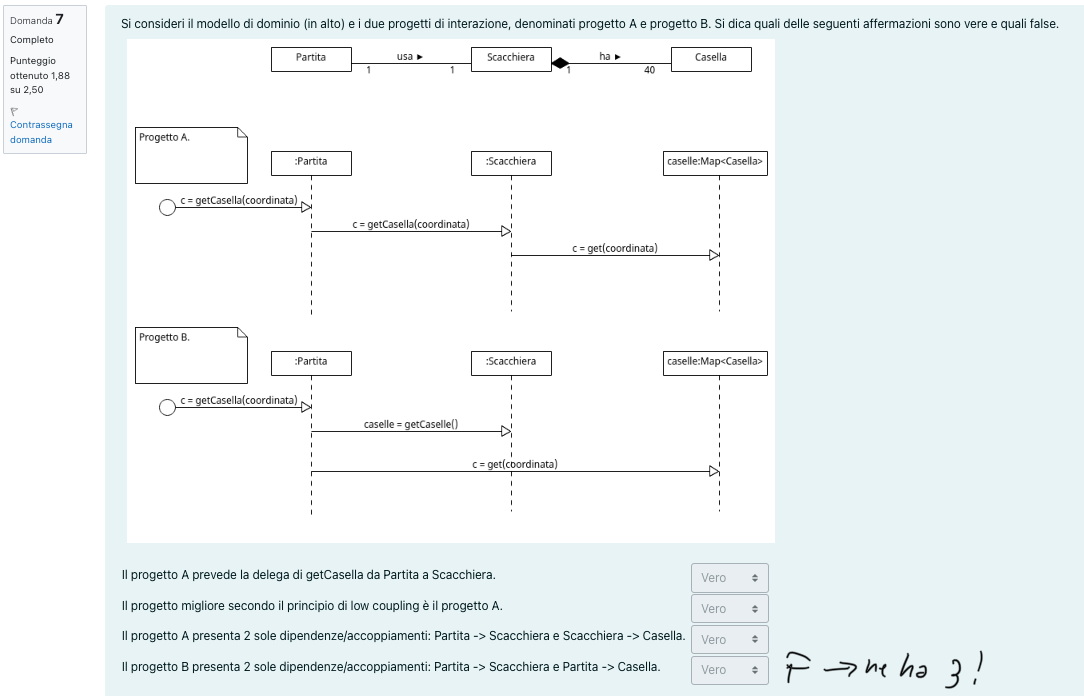 Domanda 7
Completo
Punteggio
ottenuto 1,88
su 2,50
Contrassegna
domanda
Si consideri il modello di dominio (in alto) e i due progetti di interazione, denominati progetto A e progetto B. Si dica quali delle seguenti affermazioni sono vere e quali false.
Partita usa ► Scacchiera ha ► Casella
1 1 1 40
Progetto A.
:Partita :Scacchiera caselle:Map<Casella>
c = getCasella(coordinata)
c = getCasella(coordinata)
c = get(coordinata)
Progetto B.
:Partita :Scacchiera caselle:Map<Casella>
c = getCasella(coordinata)
caselle = getCaselle()
c = get(coordinata)
Il progetto A prevede la delega di getCasella da Partita a Scacchiera. Vero
Il progetto migliore secondo il principio di low coupling è il progetto A. Vero
Il progetto A presenta 2 sole dipendenze/accoppiamenti: Partita -> Scacchiera e Scacchiera -> Casella. Vero
Il progetto B presenta 2 sole dipendenze/accoppiamenti: Partita -> Scacchiera e Partita -> Casella. Vero F → ne ha 3!